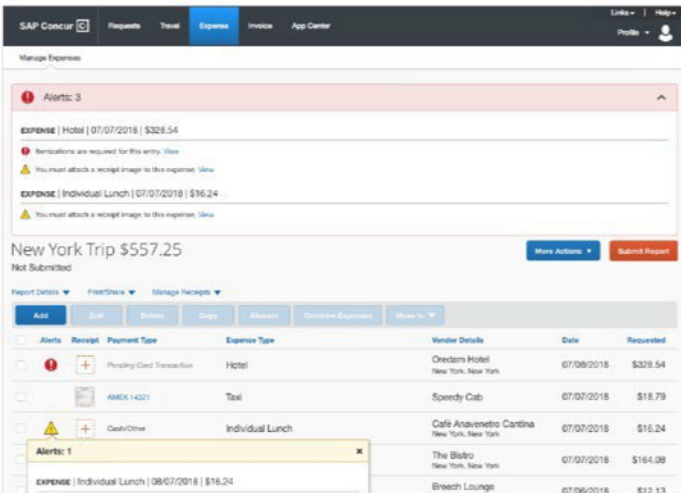 Links | Help
SAP Concur C Requests Travel Expense Invoice App Center Profile
Manage Expenses
Alerts: 3
EXPENSE | Hotel | 07/07/2018 | $328.54
Itemizations are required for this entry. View
You must attach a receipt image to this expense. View
EXPENSE | Individual Lunch | 07/07/2018 | $16.24
You must attach a receipt image to this expense. View
New York Trip $557.25
More Actions Submit Report
Not Submitted
Report Details Print/Share Manage Receipts
Add Edit Delete Copy Allocate Combine Expenses Move to
Alerts Receipt Payment Type Expense Type Vendor Details Date Requested
Pending Card Transaction Hotel Oredam Hotel 07/08/2018 $328.54
New York, New York
AMEX 14321 Taxi Speedy Cab 07/07/2018 $18.79
Cash/Other Individual Lunch Café Anavenetro Cantina 07/07/2018 $16.24
New York, New York
Alerts: 1 x
The Bistro 07/07/2018 $164.08
New York, New York
EXPENSE | Individual Lunch | 08/07/2018 | $16.24
Breech Lounge 07/06/2018 $12.13